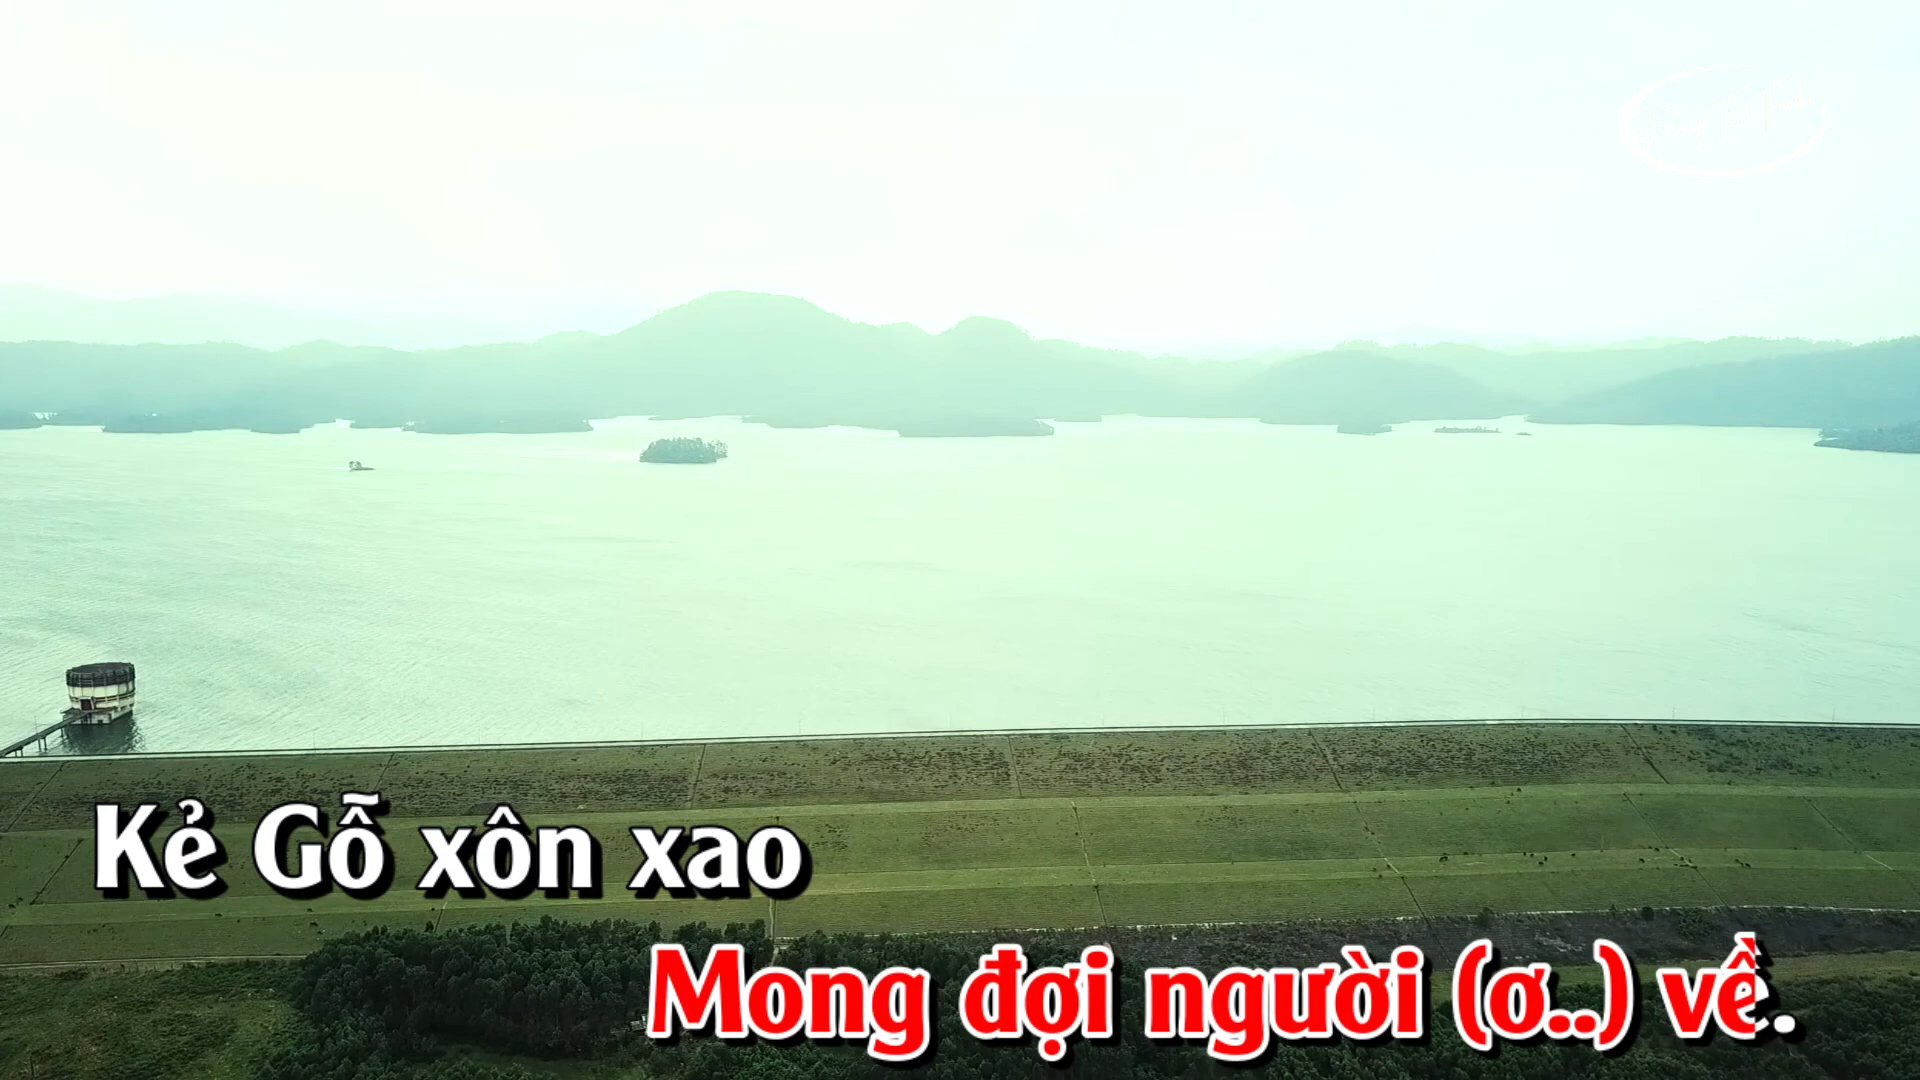 Kẻ Gỗ xôn xao
Mong đợi người (ơ..) về.